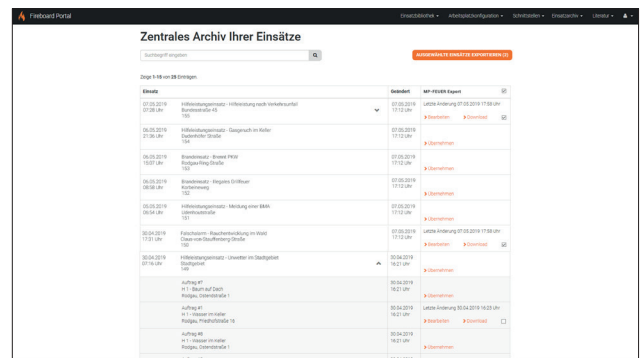 Fireboard Portal
Einsatzbibliothek Arbeitsplatzkonfiguration Schnittstellen Einsatzarchiv Literatur
Zentrales Archiv Ihrer Einsätze
Suchbegriff eingeben
AUSGEWÄHLTE EINSÄTZE EXPORTIEREN (2)
Zeige 1-15 von 25 Einträgen.
Einsatz Geändert MP-FEUER Expert
07.05.2019 Hilfeleistungseinsatz - Hilfeleistung nach Verkehrsunfall 07.05.2019 Letzte Änderung 07.05.2019 17:58 Uhr
07:28 Uhr Bundesstraße 45 17:12 Uhr
155 > Bearbeiten > Download
06.05.2019 Hilfeleistungseinsatz - Gasgeruch im Keller 07.05.2019
21:36 Uhr Dudenhöfer Straße 17:12 Uhr
154 > Übernehmen
06.05.2019 Brandeinsatz - Brennt PKW 07.05.2019
15:07 Uhr Rodgau-Ring-Straße 17:12 Uhr
153 > Übernehmen
06.05.2019 Brandeinsatz - Illegales Grillfeuer 07.05.2019
08:58 Uhr 17:12 Uhr
152 > Übernehmen
05.05.2019 Hilfeleistungseinsatz - Meldung einer BMA 07.05.2019
06:54 Uhr 17:12 Uhr
151 > Übernehmen
30.04.2019 Falschalarm - Rauchentwicklung im Wald 07.05.2019 Letzte Änderung 07.05.2019 17:58 Uhr
17:31 Uhr Claus-von-Stauffenberg-Straße 17:12 Uhr
150 > Bearbeiten > Download
30.04.2019 Hilfeleistungseinsatz - Unwetter im Stadtgebiet 30.04.2019
07:16 Uhr Stadtgebiet 16:21 Uhr
149 > Übernehmen
Auftrag #7 30.04.2019
H 1 - Baum auf Dach 16:21 Uhr
Rodgau, Ostendstraße 1 > Übernehmen
Auftrag #1 30.04.2019 Letzte Änderung 30.04.2019 16:23 Uhr
H 1 - Wasser im Keller 16:21 Uhr
Rodgau, Friedhofstraße 16 > Bearbeiten > Download
Auftrag #8 30.04.2019
H 1 - Wasser im Keller 16:21 Uhr
Rodgau, Ostendstraße 1 > Übernehmen